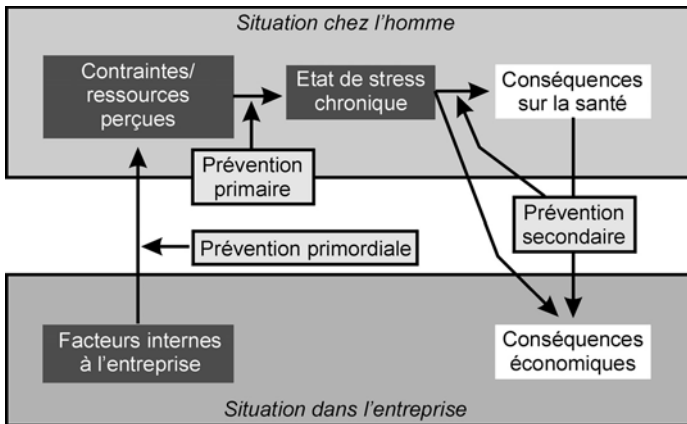 Situation chez l'homme
Contraintes/
ressources
perçues
Etat de stress
chronique
Conséquences
sur la santé
Prévention
primaire
Prévention
secondaire
Prévention primordiale
Facteurs internes
à l'entreprise
Conséquences
économiques
Situation dans l'entreprise